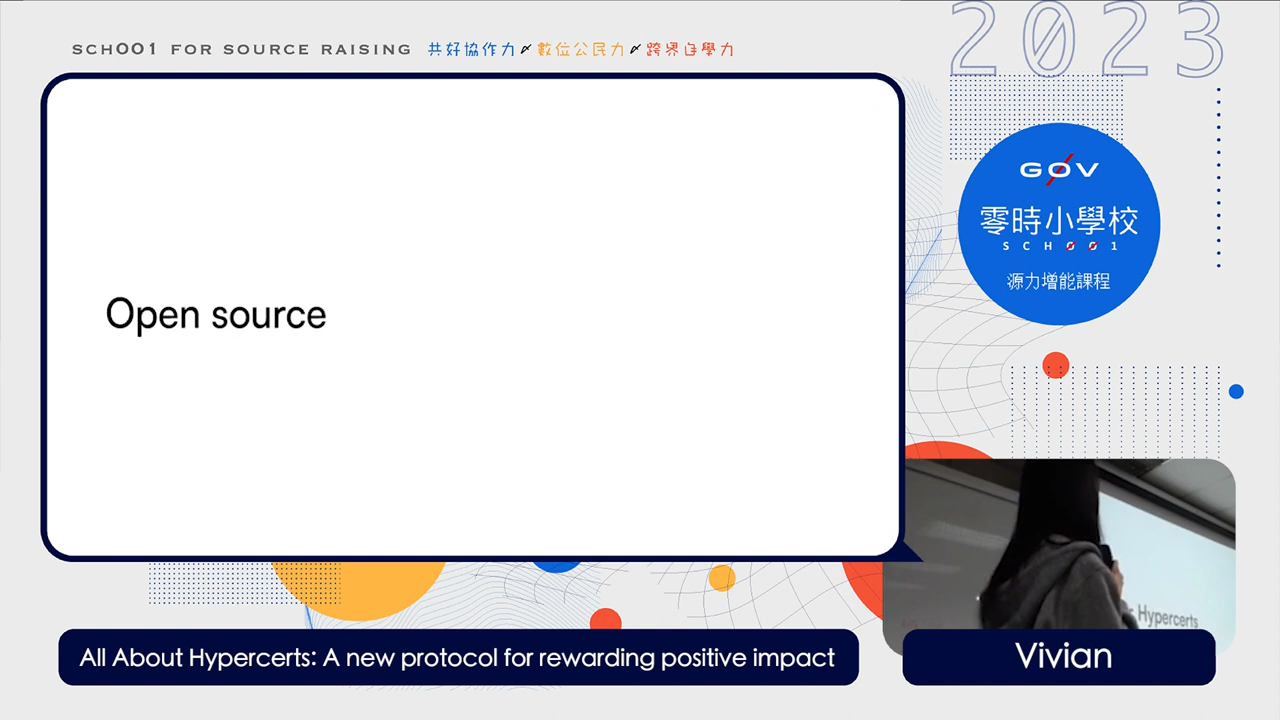 2023
SCH001 FOR SOURCE RAISING 共好協作力 數位公民力 跨界自學力
G0V
零時小學校
SCH001
源力增能課程
Open source
Hypercerts
All About Hypercerts: A new protocol for rewarding positive impact
Vivian